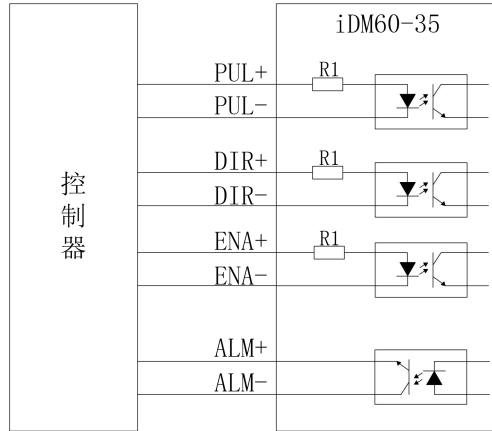 iDM60-35
PUL+
R1
PUL-
DIR+
R1
DIR-
ENA+
R1
ENA-
ALM+
ALM-
控
制
器